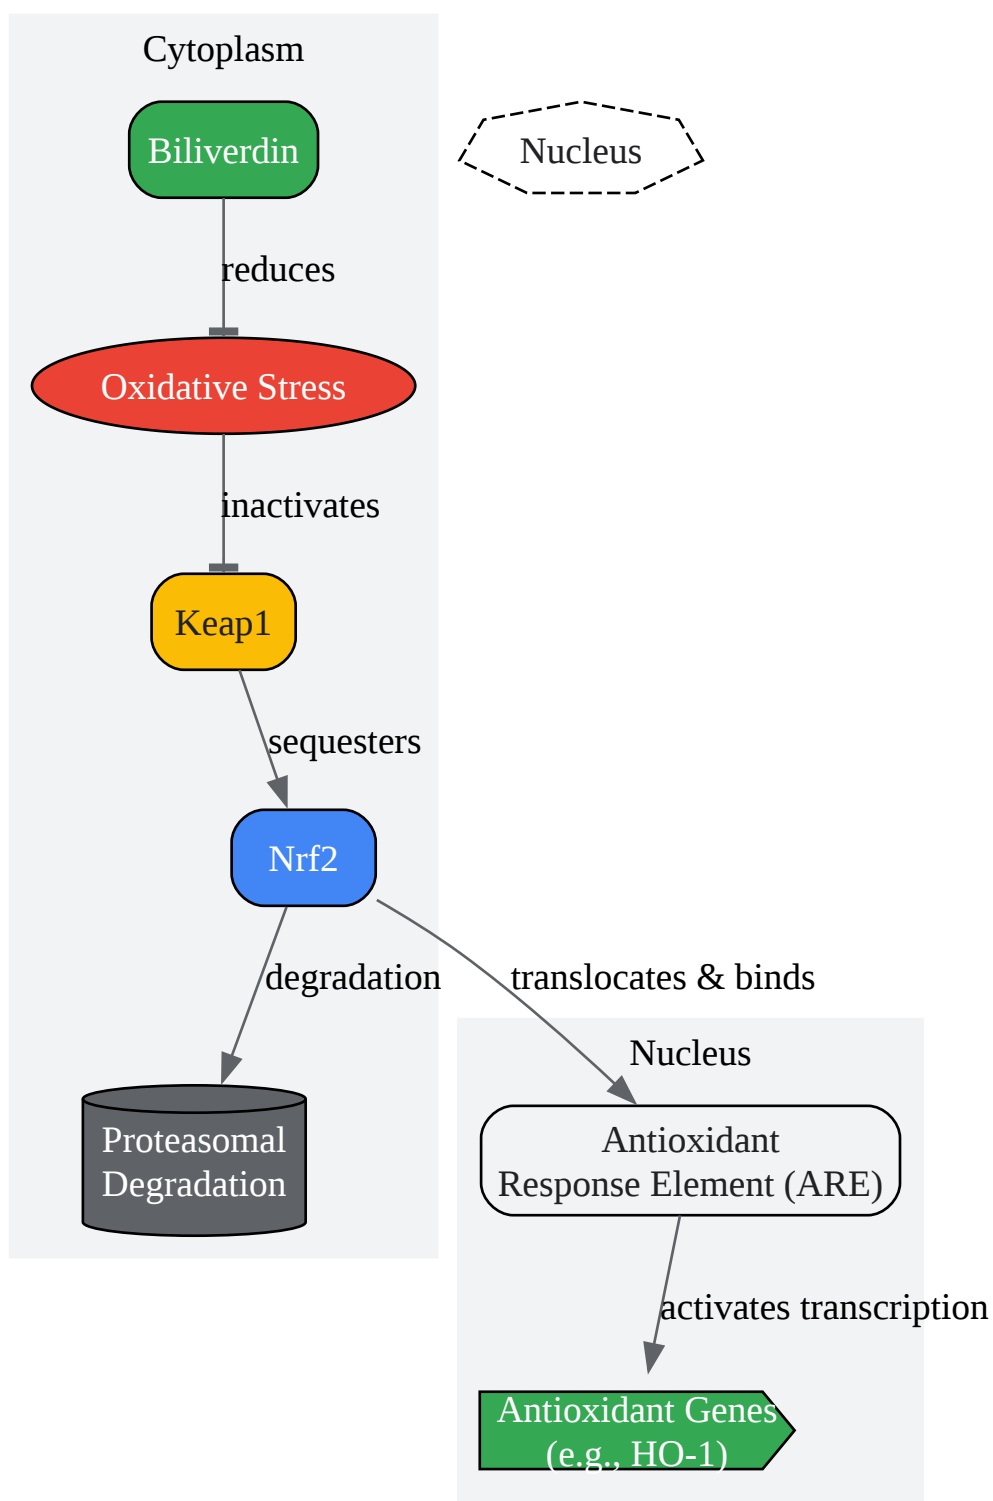 Cytoplasm
Biliverdin
Nucleus
reduces
Oxidative Stress
inactivates
Keap1
sequesters
Nrf2
degradation
translocates & binds
Nucleus
Proteasomal
Degradation
Antioxidant
Response Element (ARE)
activates transcription
Antioxidant Genes
(e.g., HO-1)